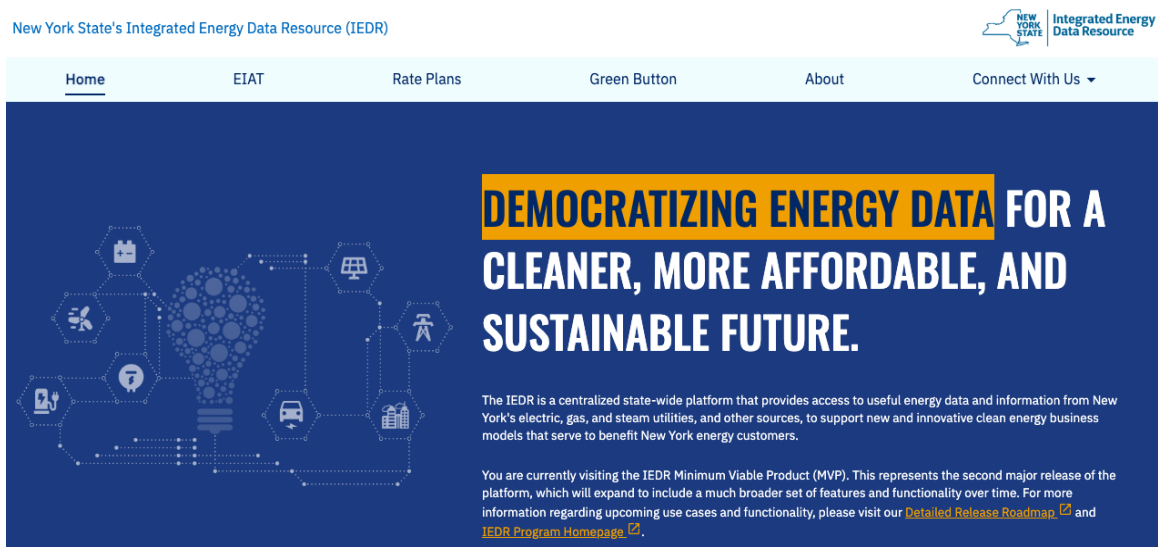 New York State's Integrated Energy Data Resource (IEDR)
NEW
YORK
STATE
Integrated Energy
Data Resource
Home
EIAT
Rate Plans
Green Button
About
Connect With Us
DEMOCRATIZING ENERGY DATA FOR A
CLEANER, MORE AFFORDABLE, AND
SUSTAINABLE FUTURE.
The IEDR is a centralized state-wide platform that provides access to useful energy data and information from New
York's electric, gas, and steam utilities, and other sources, to support new and innovative clean energy business
models that serve to benefit New York energy customers.
You are currently visiting the IEDR Minimum Viable Product (MVP). This represents the second major release of the
platform, which will expand to include a much broader set of features and functionality over time. For more
information regarding upcoming use cases and functionality, please visit our Detailed Release Roadmap and
IEDR Program Homepage .